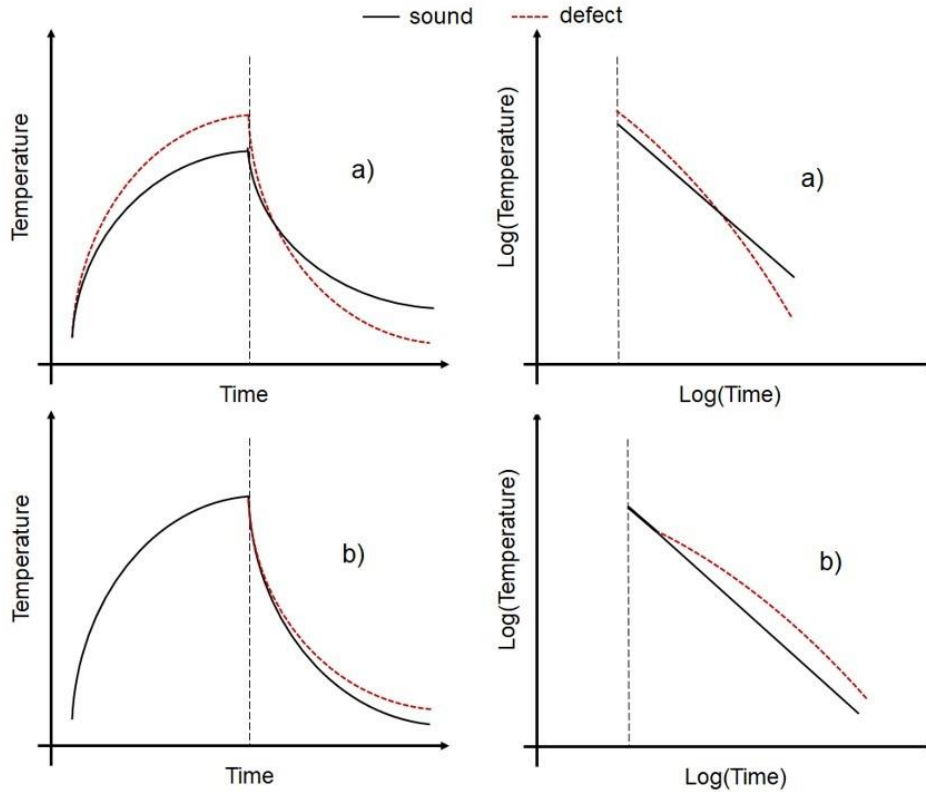 sound defect
Temperature
a)
Time
Log(Temperature)
a)
Log(Time)
Temperature
b)
Time
Log(Temperature)
b)
Log(Time)